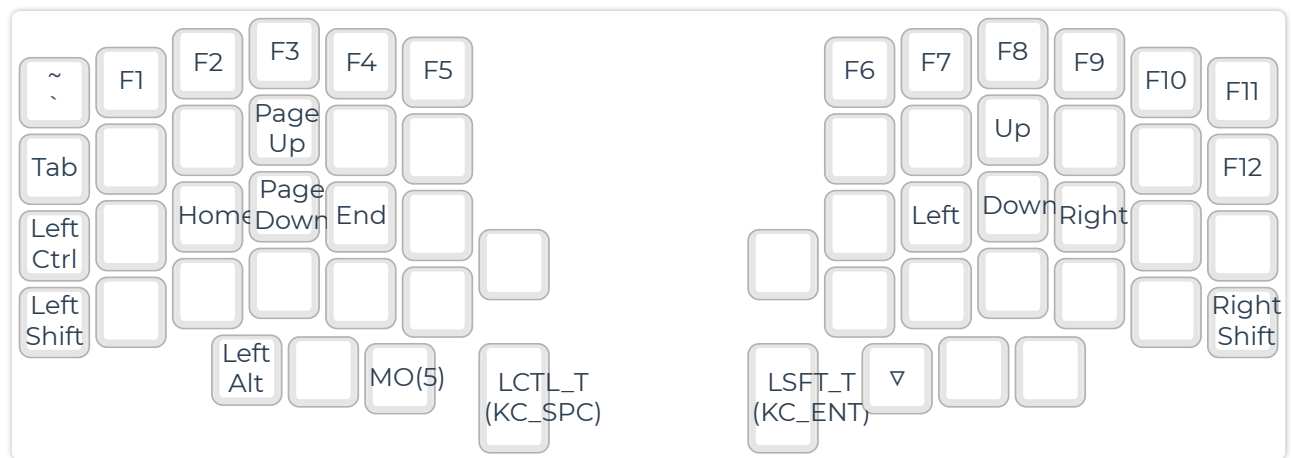 ~
`
F1
F2
F3
F4
F5
F6
F7
F8
F9
F10
F11
Tab
Page
Up
Up
F12
Left
Ctrl
Home
Page
Down
End
Left
Down
Right
Left
Shift
Right
Shift
Left
Alt
MO(5)
LCTL_T
(KC_SPC)
LSFT_T
(KC_ENT)
▽